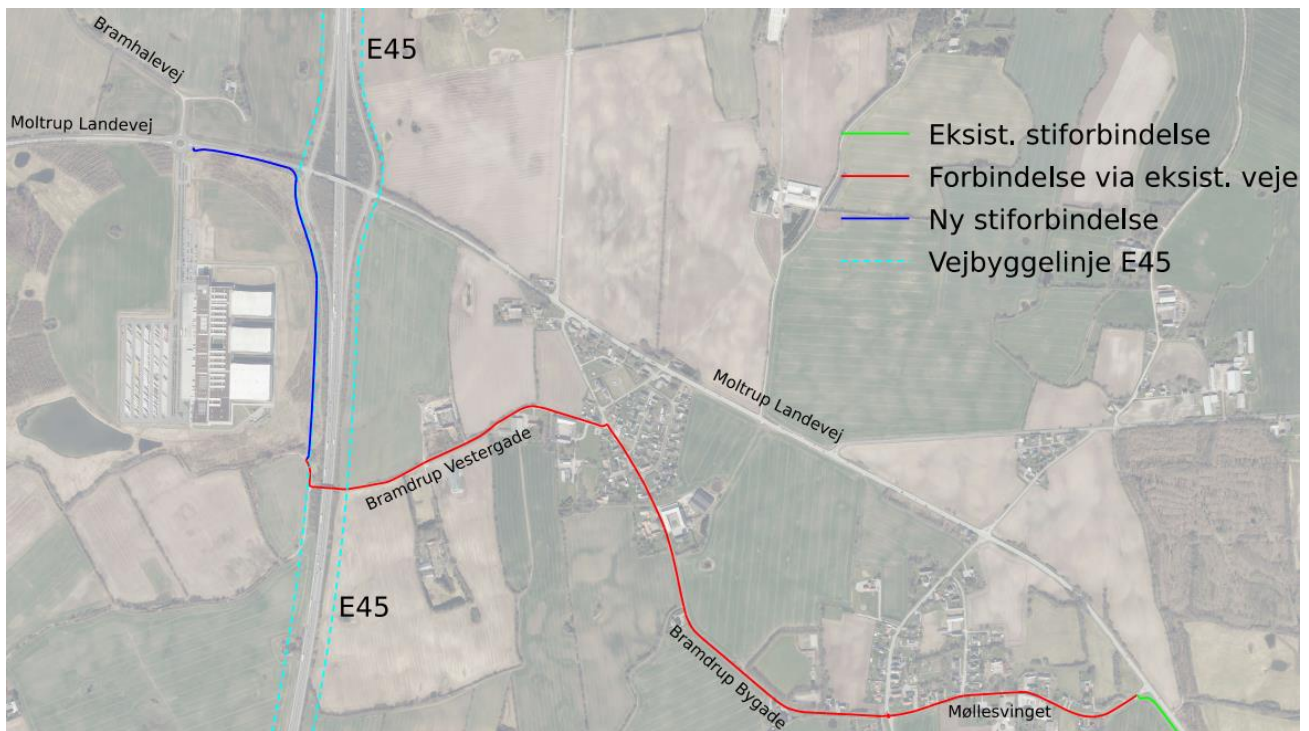 E45
Bramhalevej
Moltrup Landevej
Eksist. stiforbindelse
Forbindelse via eksist. veje
Ny stiforbindelse
Vejbyggelinje E45
Moltrup Landevej
Bramdrup Vestergade
E45
Bramdrup Bygade
Møllesvinget